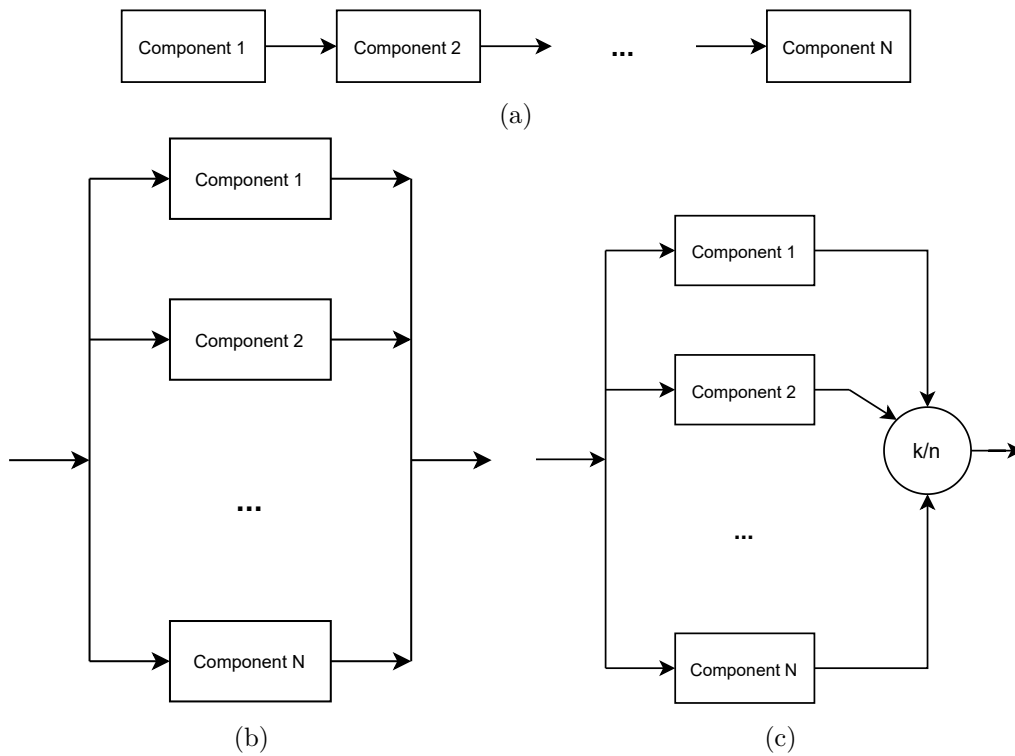 Component 1
Component 2
...
Component N
(a)
Component 1
Component 2
...
Component N
(b)
Component 1
Component 2
k/n
...
Component N
(c)